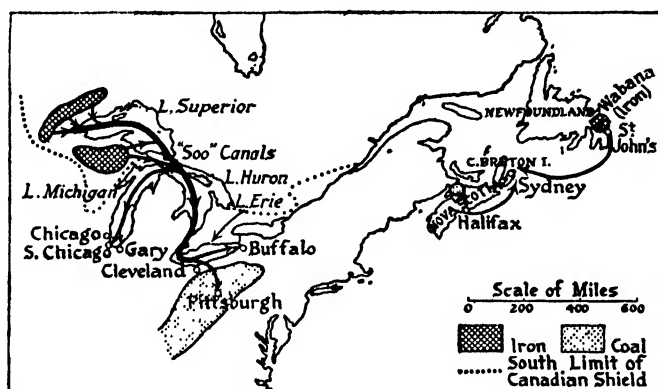 L. Superior
"Soo" Canals
L. Michigan
L. Huron
L. Erie
Chicago
S. Chicago
Gary
Cleveland
Buffalo
Pittsburgh
NEWFOUNDLAND
Wabana
(Iron)
St
John's
C. BRETON I.
Sydney
NOVA SCOTIA
Halifax
Scale of Miles
0 200 400 600
Iron
Coal
South Limit of
Canadian Shield